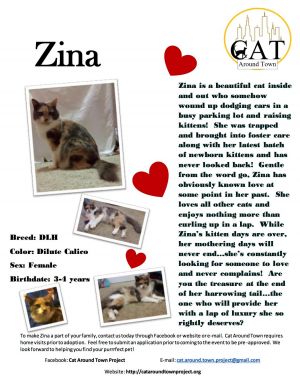 Zina
CAT
Around Town!
Zina is a beautiful cat inside
and out who somehow
wound up dodging cars in a
busy parking lot and raising
kittens! She was trapped
and brought into foster care
along with her latest batch
of newborn kittens and has
never looked back! Gentle
from the word go, Zina has
obviously known love at
some point in her past. She
loves all other cats and
enjoys nothing more than
curling up in a lap. While
Zina's kitten days are over,
her mothering days will
never end...she's constantly
looking for someone to love
and never complains! Are
you the treasure at the end
of her harrowing tail...the
one who will provide her
with a lap of luxury she so
rightly deserves?
Breed: DLH
Color: Dilute Calico
Sex: Female
Birthdate: 3-4 years
To make Zina a part of your family, contact us today through Facebook or website or e-mail. Cat Around Town requires
home visits prior to adoption. Feel free to submit an application prior to coming to the event to be pre-approved. We
look forward to helping you find your purrfect pet!
Facebook: Cat Around Town Project
E-mail: cat.around.town.project@gmail.com
Website: http://cataroundtownproject.org